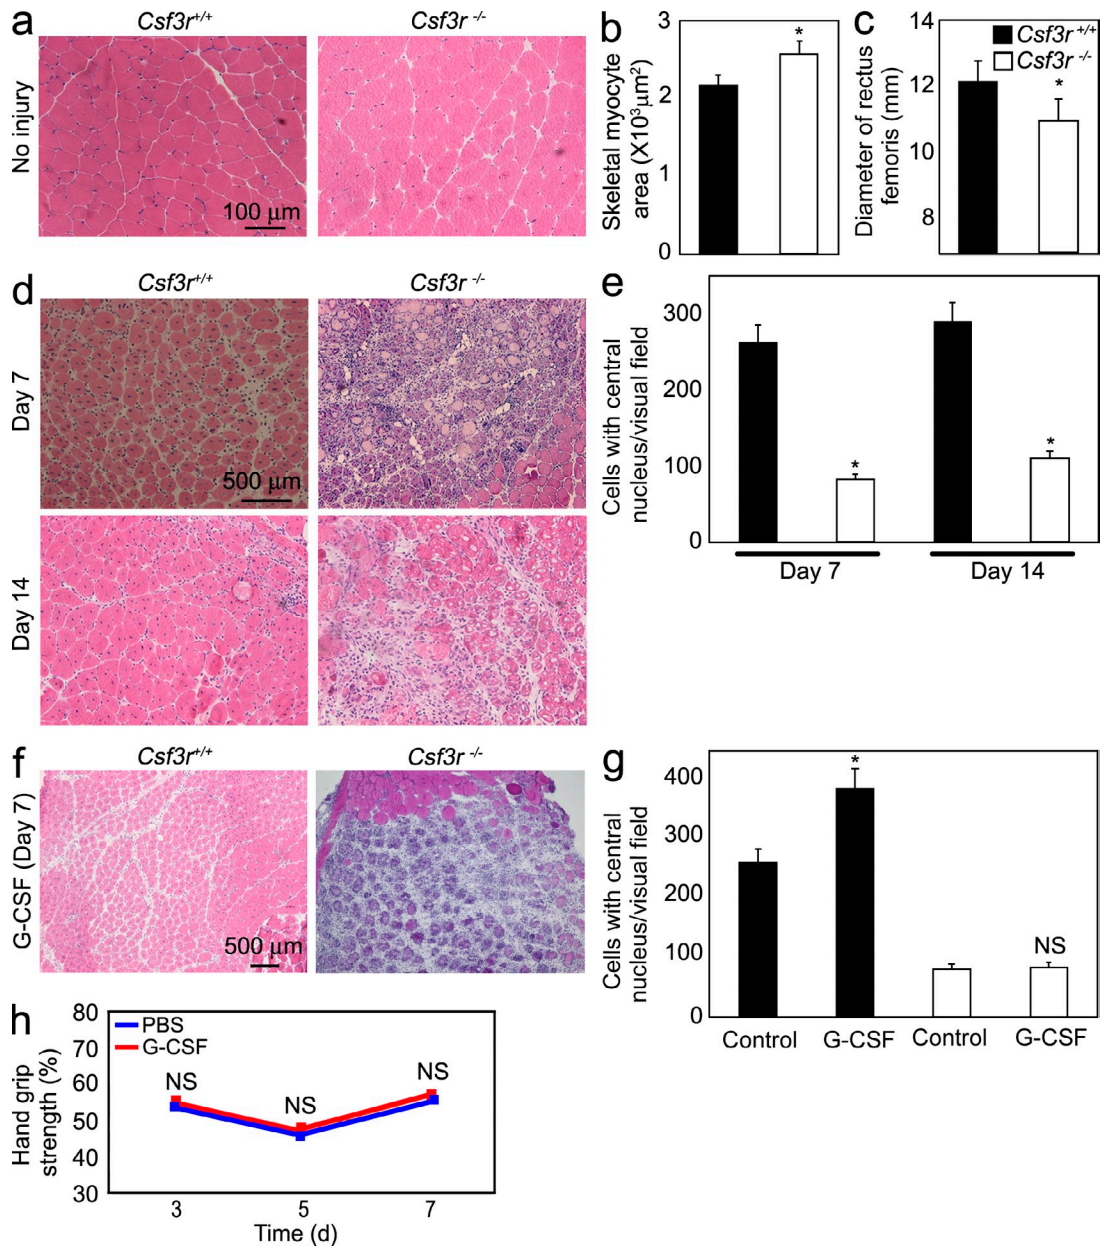 a
Csf3r+/+
Csf3r -/-
No injury
100 μm
b
Skeletal myocyte
area (X10³μm²)
3
2
1
0
*
c
Diameter of rectus
femoris (mm)
14
12
10
8
Csf3r +/+
Csf3r -/-
*
d
Csf3r+/+
Csf3r -/-
Day 7
500 μm
Day 14
e
Cells with central
nucleus/visual field
300
200
100
0
*
*
Day 7
Day 14
f
Csf3r+/+
Csf3r -/-
G-CSF (Day 7)
500 μm
g
Cells with central
nucleus/visual field
400
300
200
100
0
*
NS
Control
G-CSF
Control
G-CSF
h
Hand grip
strength (%)
80
70
60
50
40
30
PBS
G-CSF
NS
NS
NS
3
5
7
Time (d)